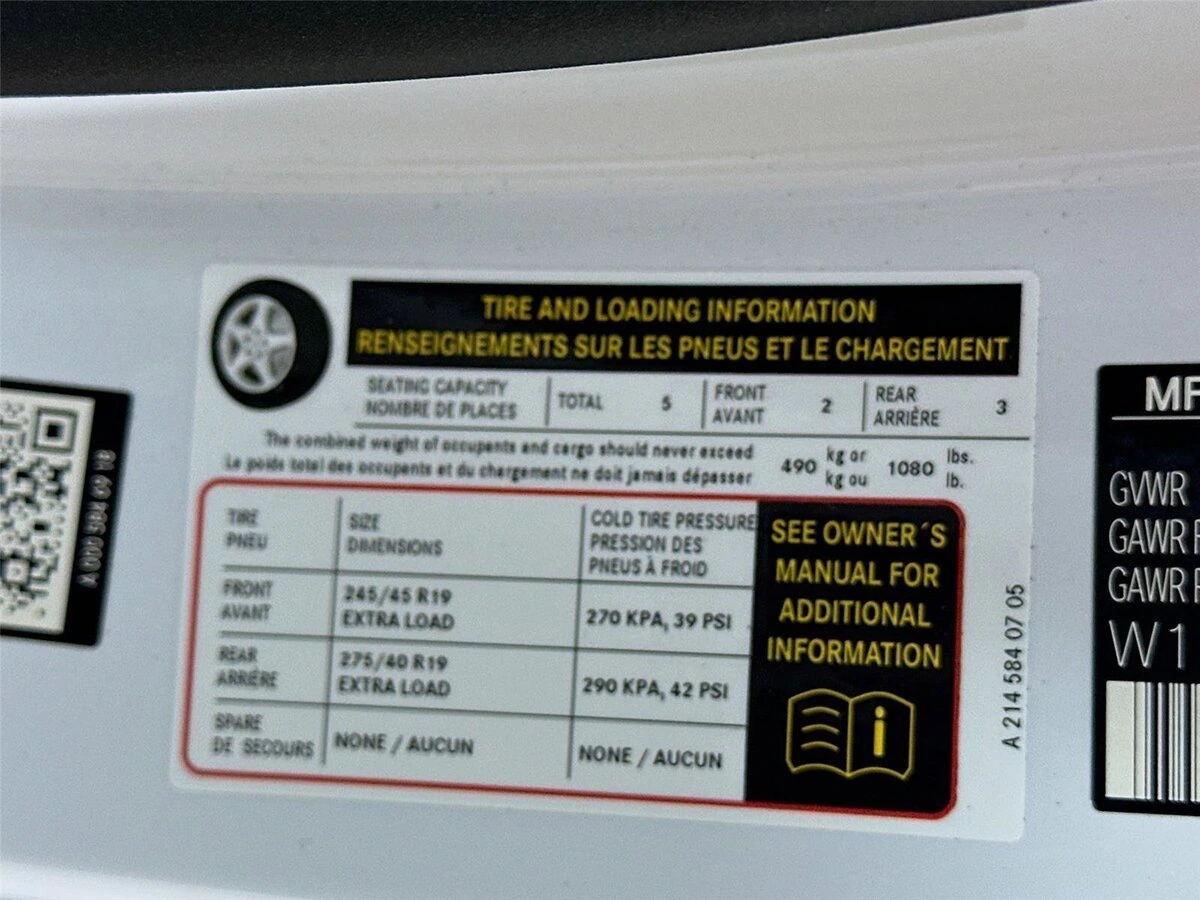 TIRE AND LOADING INFORMATION
RENSEIGNEMENTS SUR LES PNEUS ET LE CHARGEMENT
SEATING CAPACITY
NOMBRE DE PLACES
TOTAL 5
FRONT
AVANT
2
REAR
ARRIÈRE
3
The combined weight of occupants and cargo should never exceed
Le poids total des occupants et du chargement ne doit jamais dépasser
490 kg or
kg ou
1080 lbs.
lb.
TIRE
PNEU
SIZE
DIMENSIONS
COLD TIRE PRESSURE
PRESSION DES
PNEUS À FROID
FRONT
AVANT
245/45 R19
EXTRA LOAD
270 KPA, 39 PSI
REAR
ARRIÈRE
275/40 R19
EXTRA LOAD
290 KPA, 42 PSI
SPARE
DE SECOURS
NONE / AUCUN
NONE / AUCUN
SEE OWNER´S
MANUAL FOR
ADDITIONAL
INFORMATION
i
A 214 584 07 05
MF
GVWR
GAWR
GAWR
W1